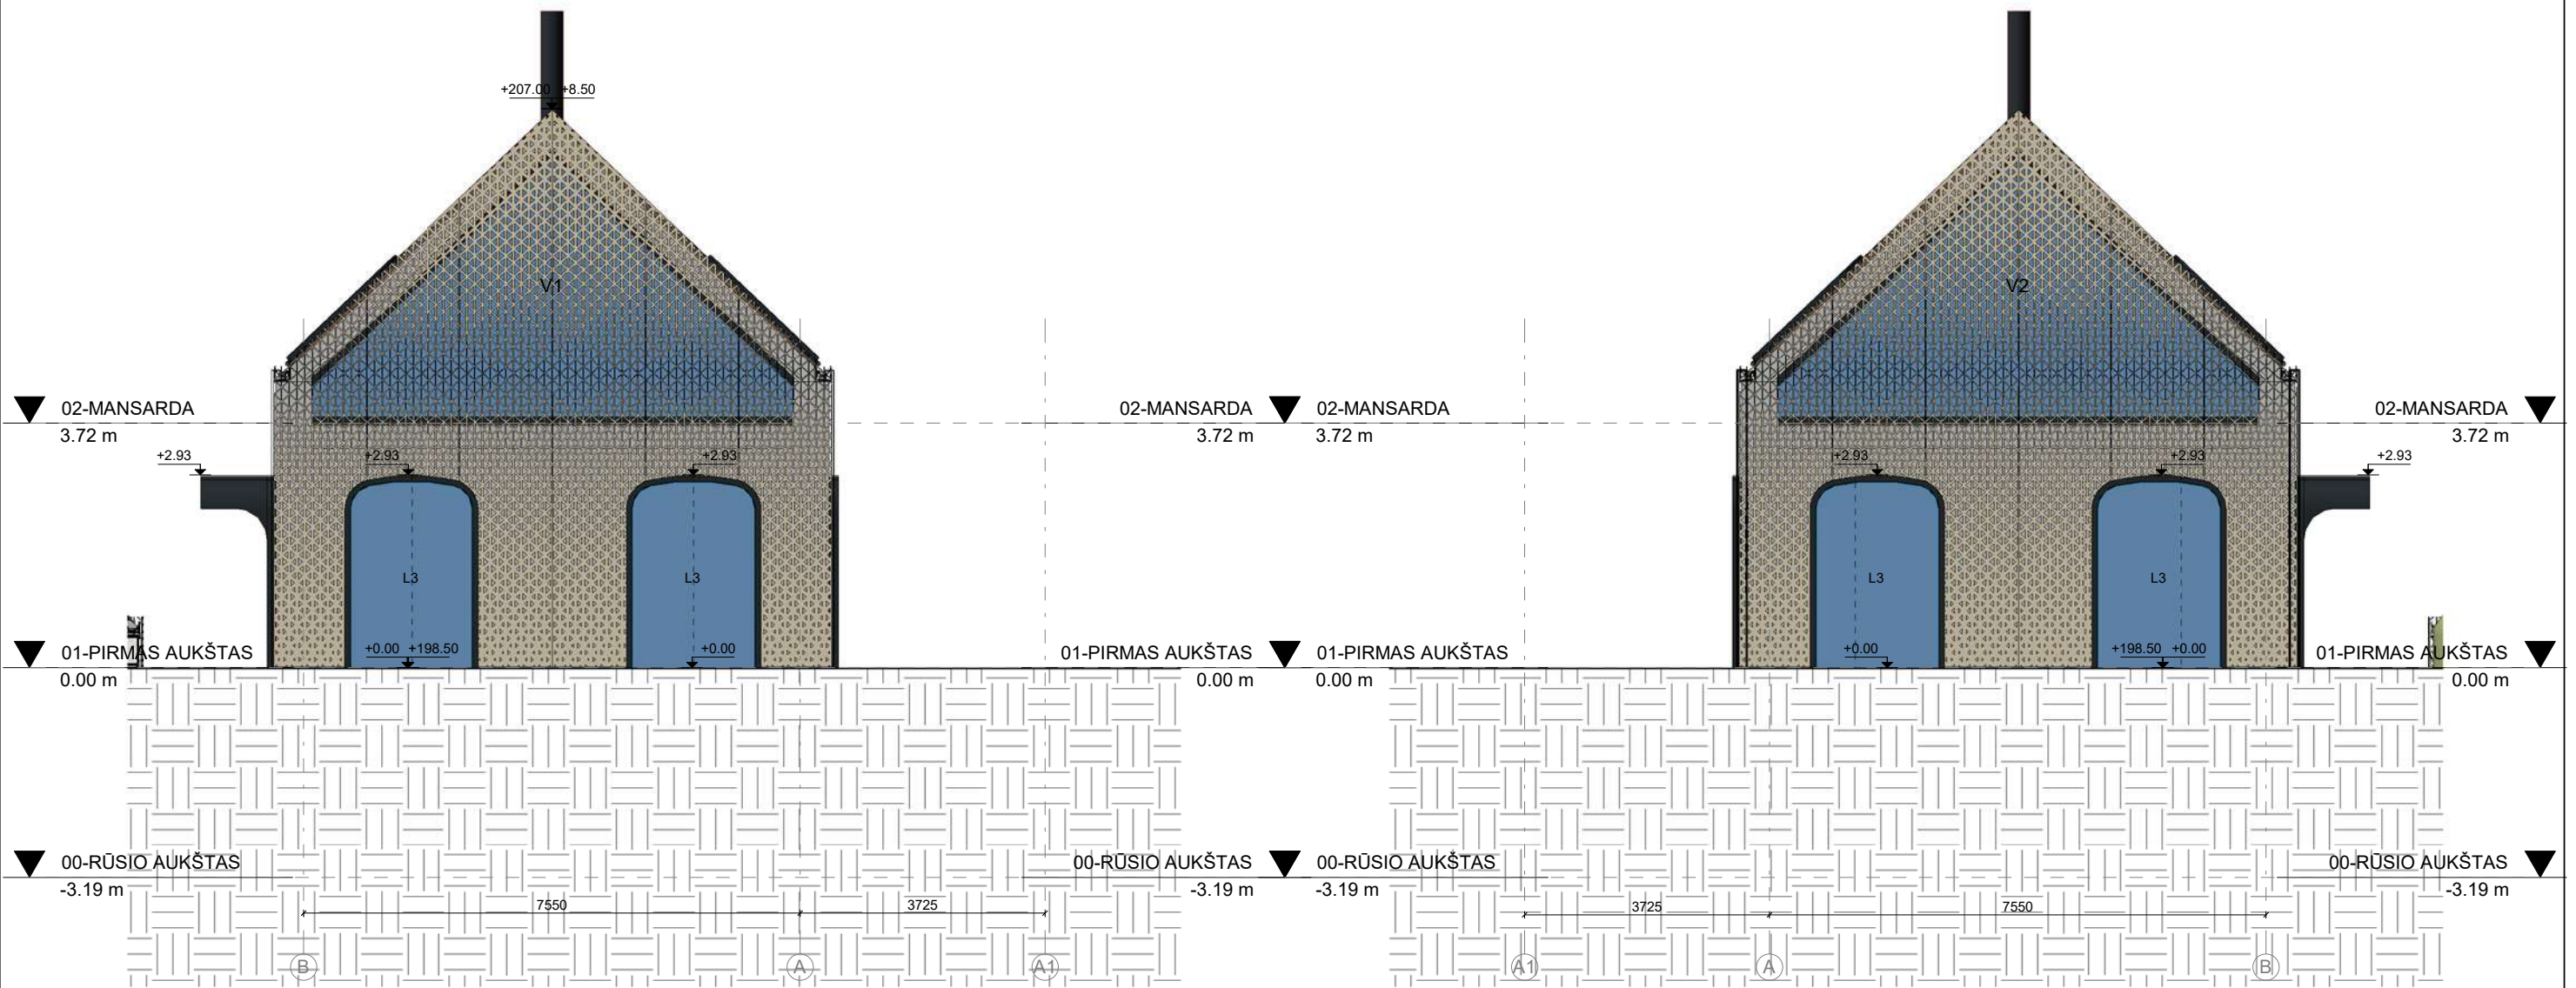 +207.00 +8.50
V1
V2
02-MANSARDA
3.72 m
02-MANSARDA
3.72 m
02-MANSARDA
3.72 m
02-MANSARDA
3.72 m
+2.93
+2.93
+2.93
+2.93
+2.93
+2.93
L3
L3
L3
L3
+0.00 +198.50
+0.00
+0.00
+198.50 +0.00
01-PIRMAS AUKŠTAS
0.00 m
01-PIRMAS AUKŠTAS
0.00 m
01-PIRMAS AUKŠTAS
0.00 m
01-PIRMAS AUKŠTAS
0.00 m
00-RŪSIO AUKŠTAS
-3.19 m
00-RŪSIO AUKŠTAS
-3.19 m
00-RŪSIO AUKŠTAS
-3.19 m
00-RŪSIO AUKŠTAS
-3.19 m
7550
3725
3725
7550
B
A
A1
A1
A
B